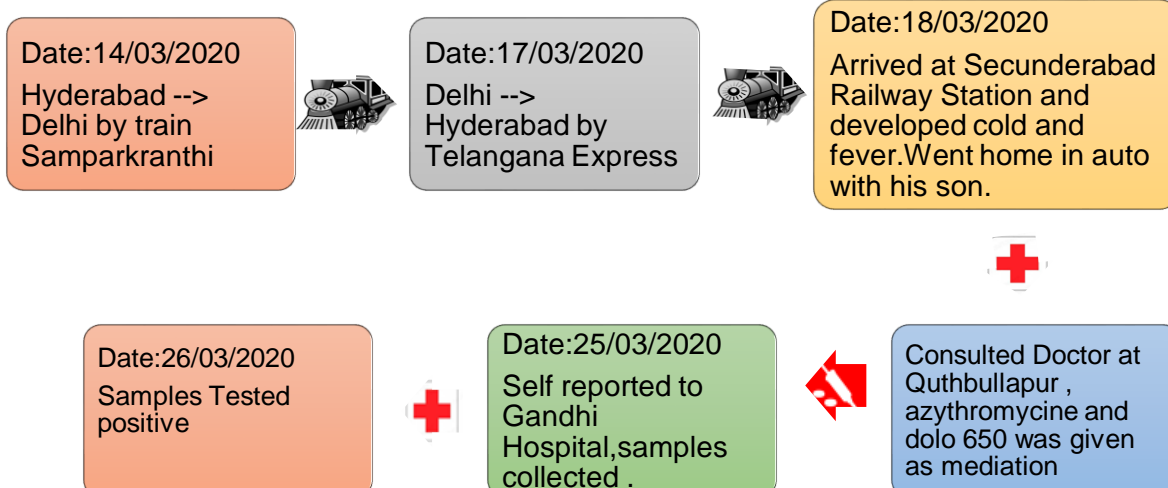 Date:14/03/2020
Hyderabad -->
Delhi by train
Samparkranthi
Date:17/03/2020
Delhi -->
Hyderabad by
Telangana Express
Date:18/03/2020
Arrived at Secunderabad
Railway Station and
developed cold and
fever.Went home in auto
with his son.
Consulted Doctor at
Quthbullapur ,
azythromycine and
dolo 650 was given
as mediation
Date:25/03/2020
Self reported to
Gandhi
Hospital,samples
collected .
Date:26/03/2020
Samples Tested
positive